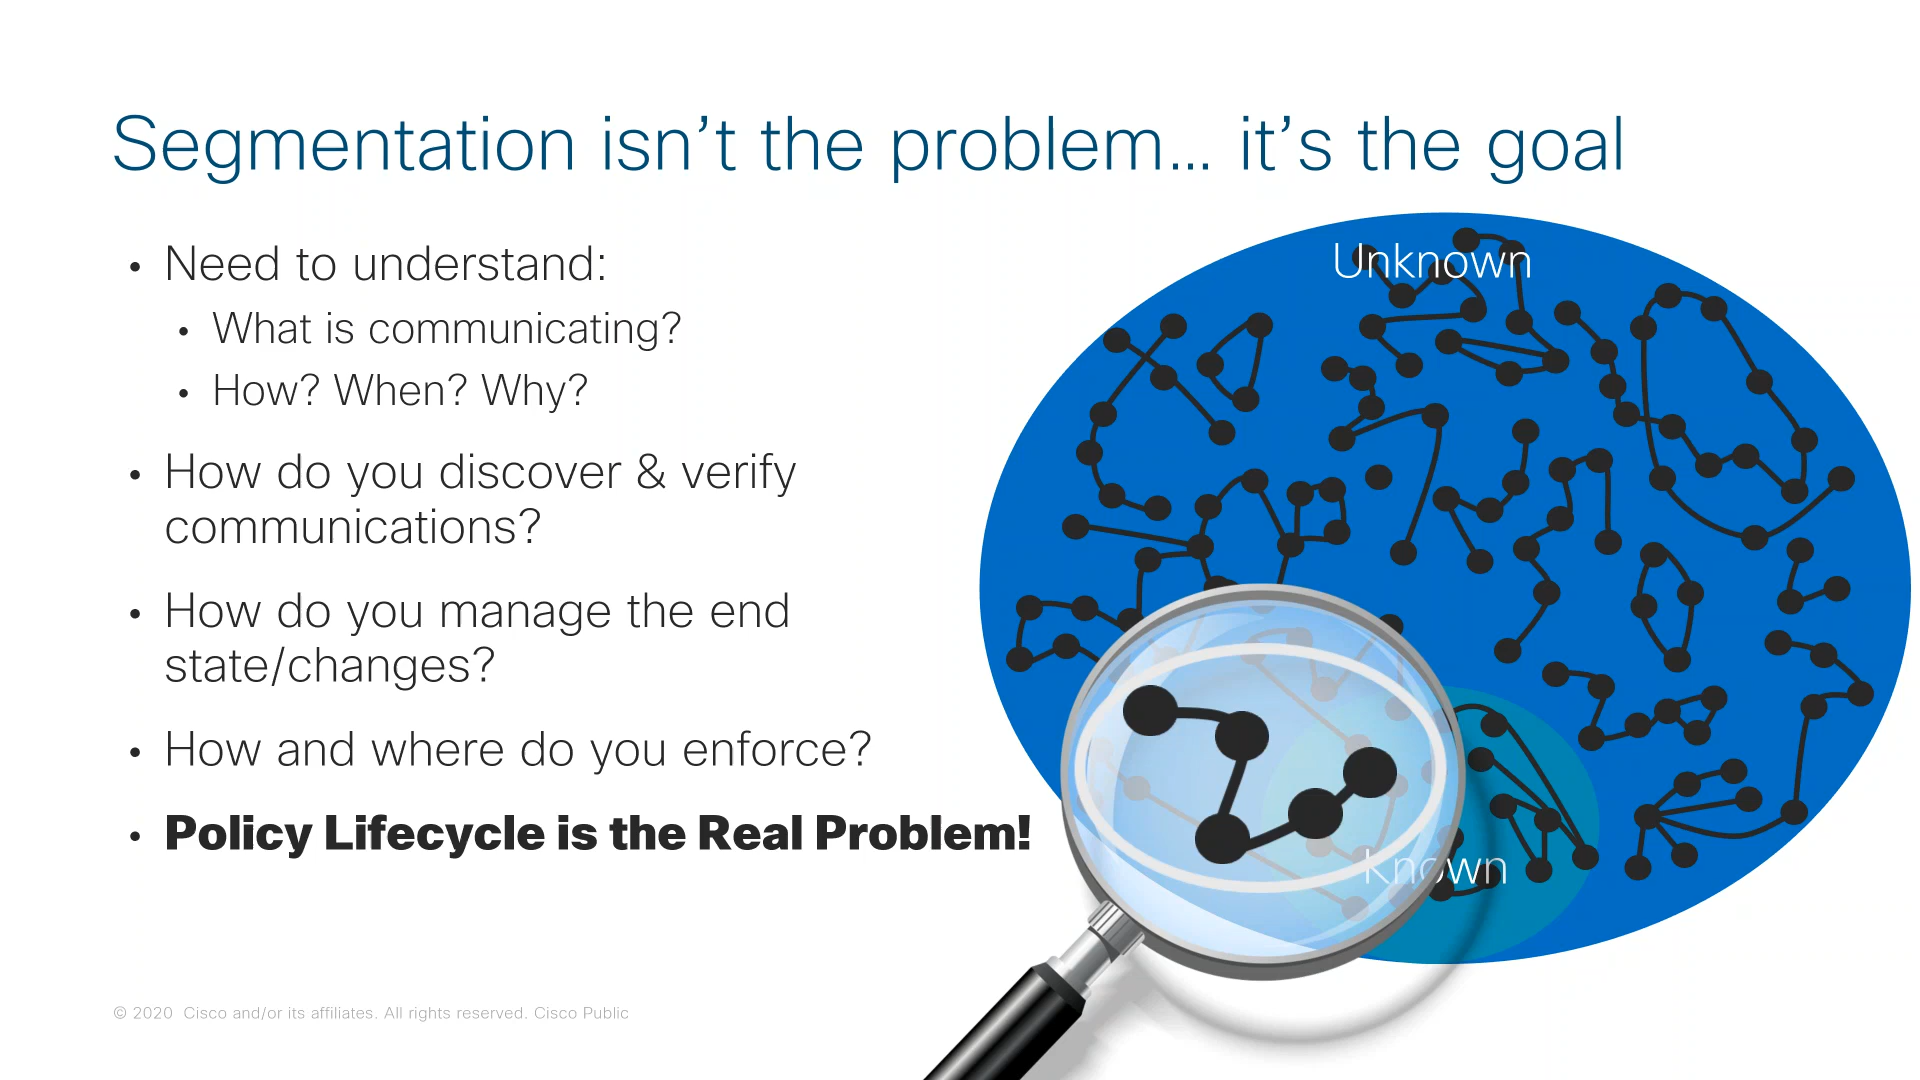 Segmentation isn’t the problem... it’s the goal
• Need to understand:
• What is communicating?
• How? When? Why?
• How do you discover & verify
communications?
• How do you manage the end
state/changes?
• How and where do you enforce?
• Policy Lifecycle is the Real Problem!
Unknown
Known
© 2020 Cisco and/or its affiliates. All rights reserved. Cisco Public